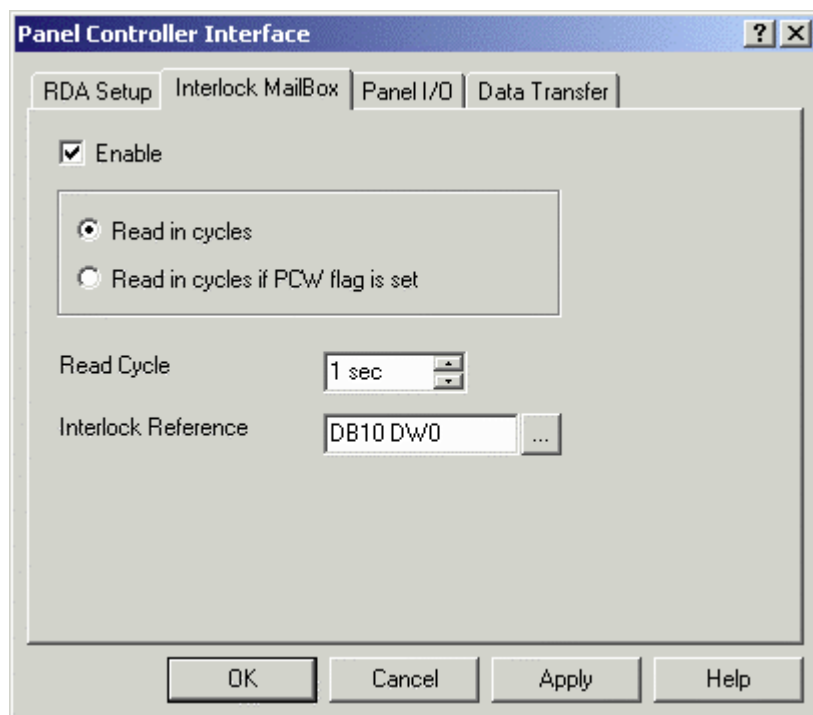 Panel Controller Interface
RDA Setup Interlock MailBox Panel I/O Data Transfer
Enable
Read in cycles
Read in cycles if PCW flag is set
Read Cycle 1 sec
Interlock Reference DB10 DW0 ...
OK Cancel Apply Help